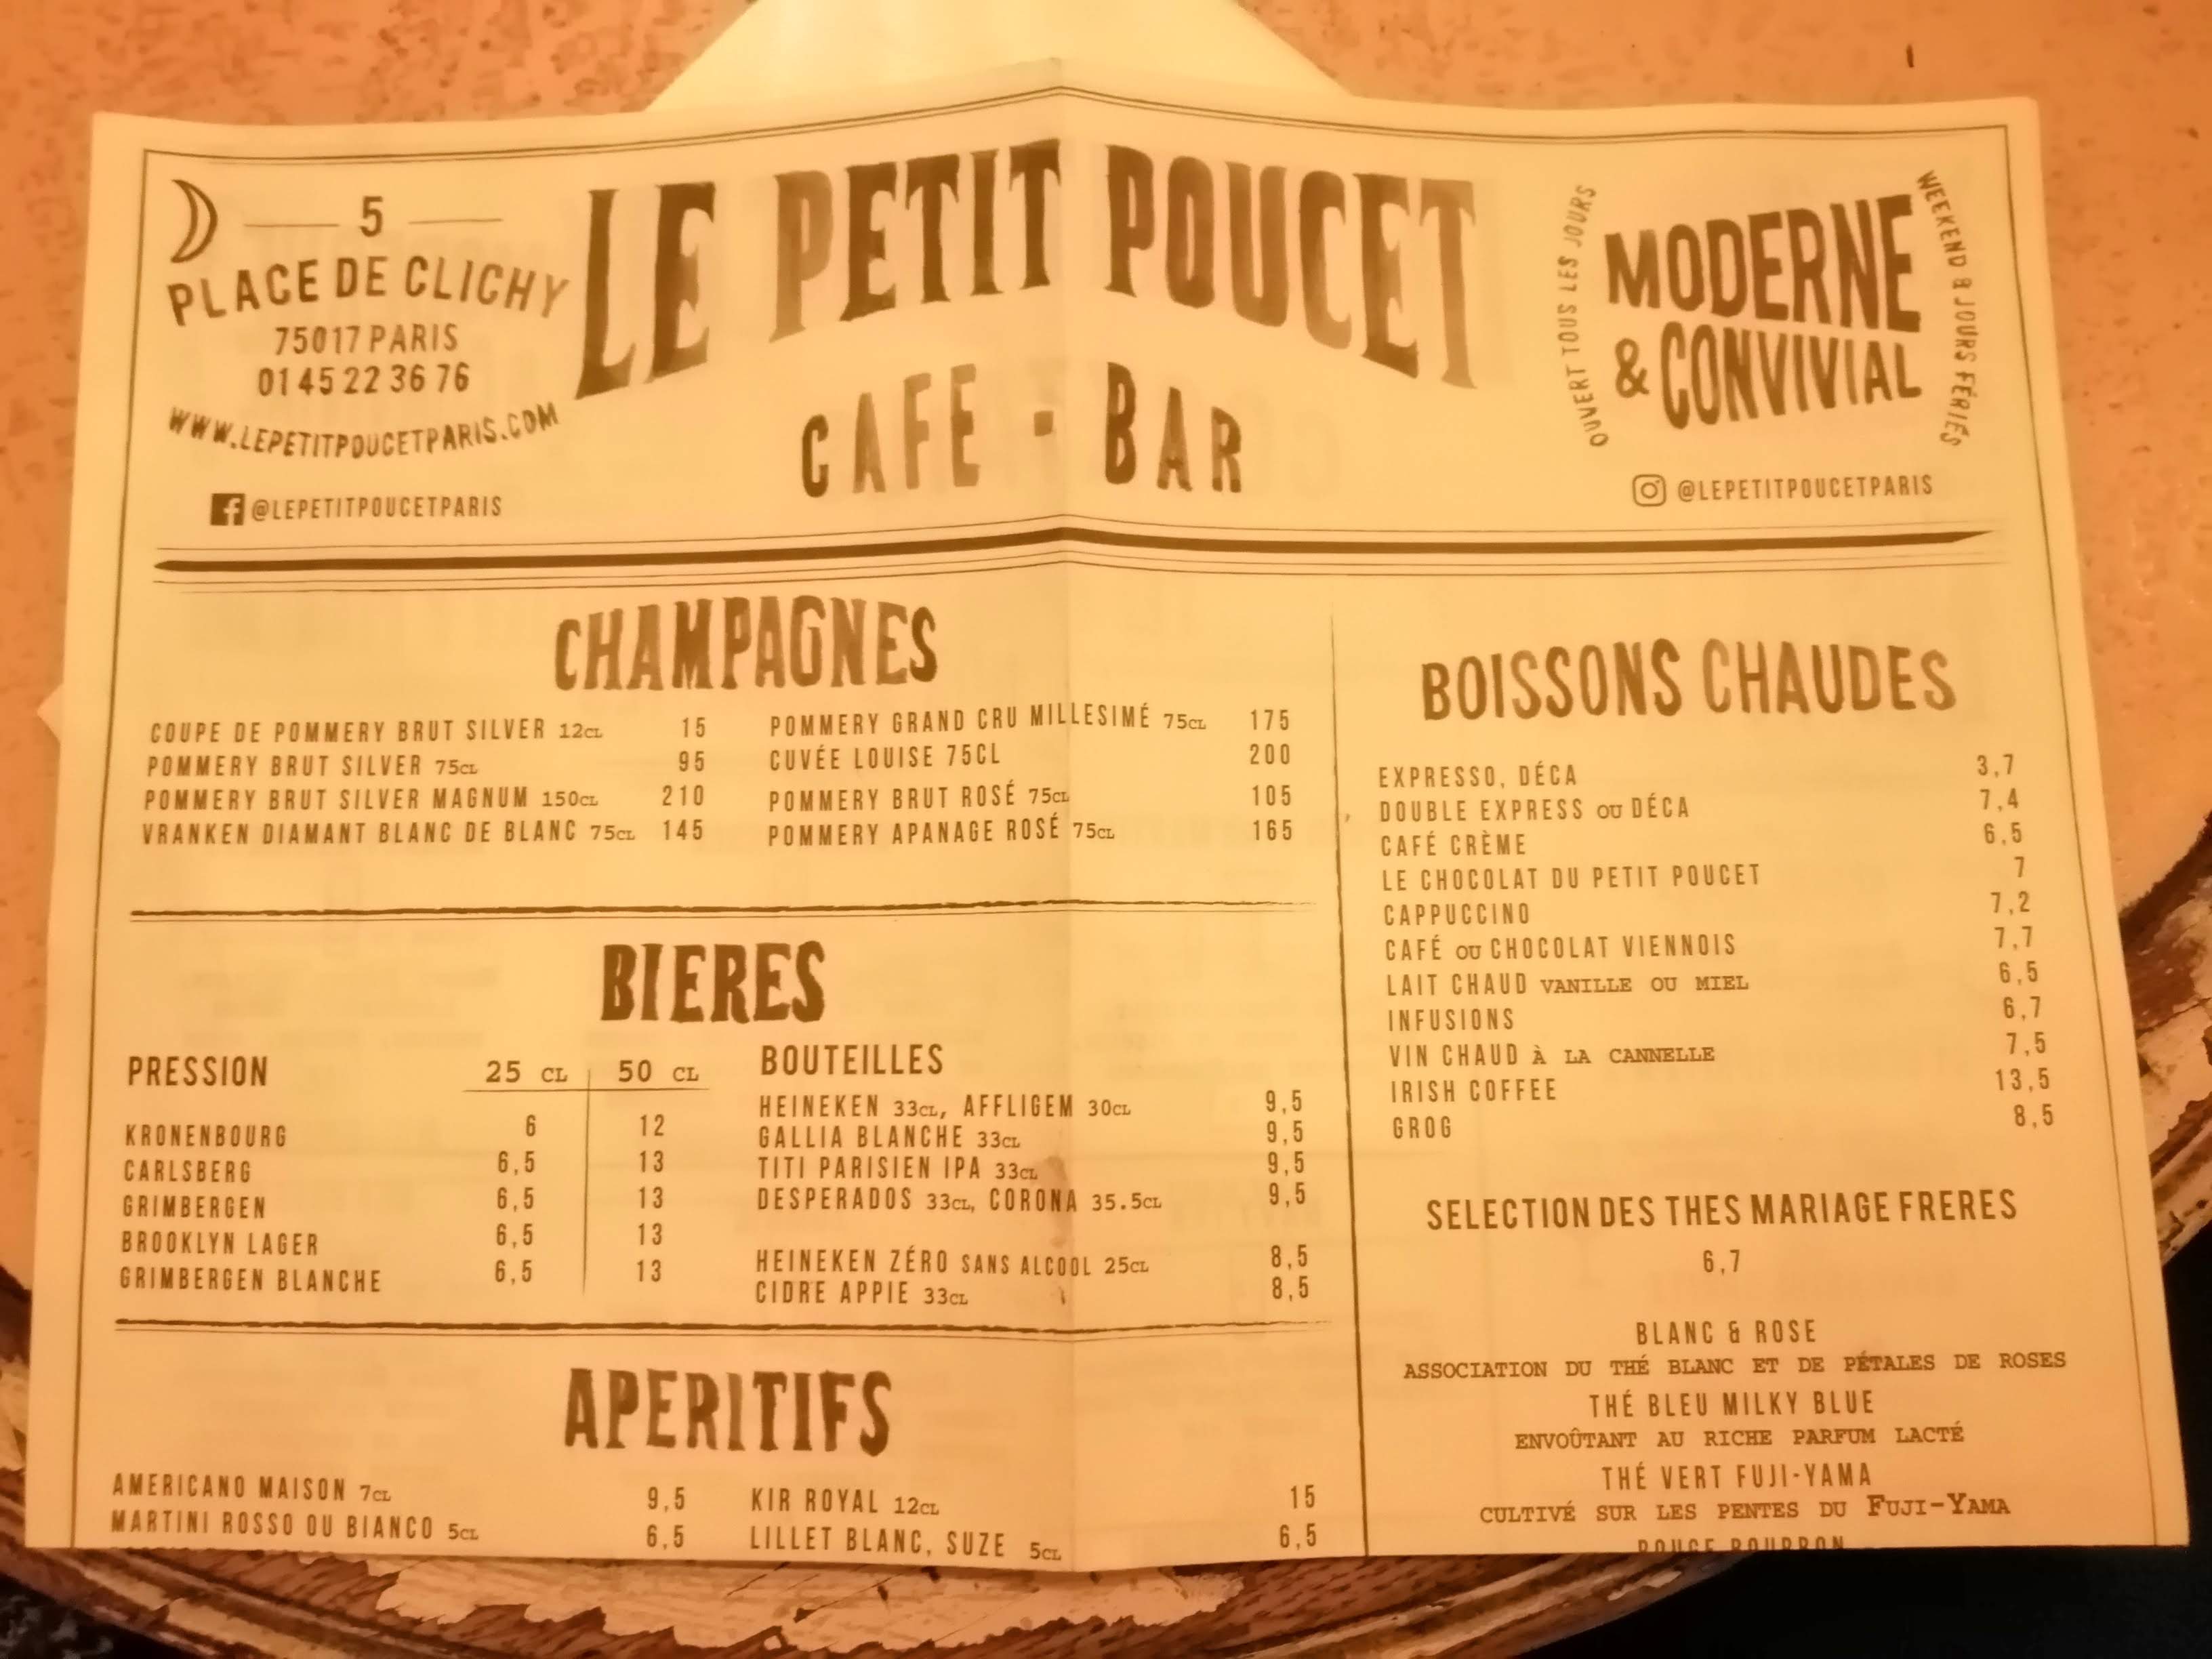 5
PLACE DE CLICHY
75017 PARIS
01 45 22 36 76
WWW.LEPETITPOUCETPARIS.COM
@LEPETITPOUCETPARIS
LE PETIT POUCET
CAFE - BAR
OUVERT TOUS LES JOURS
MODERNE
& CONVIVIAL
WEEKEND & JOURS FÉRIÉS
@LEPETITPOUCETPARIS
CHAMPAGNES
COUPE DE POMMERY BRUT SILVER 12CL 15
POMMERY BRUT SILVER 75CL 95
POMMERY BRUT SILVER MAGNUM 150CL 210
VRANKEN DIAMANT BLANC DE BLANC 75CL 145
POMMERY GRAND CRU MILLESIMÉ 75CL 175
CUVÉE LOUISE 75CL 200
POMMERY BRUT ROSÉ 75CL 105
POMMERY APANAGE ROSÉ 75CL 165
BIERES
PRESSION 25 CL 50 CL
KRONENBOURG 6 12
CARLSBERG 6,5 13
GRIMBERGEN 6,5 13
BROOKLYN LAGER 6,5 13
GRIMBERGEN BLANCHE 6,5 13
BOUTEILLES
HEINEKEN 33CL, AFFLIGEM 30CL 9,5
GALLIA BLANCHE 33CL 9,5
TITI PARISIEN IPA 33CL 9,5
DESPERADOS 33CL, CORONA 35.5CL 9,5
HEINEKEN ZÉRO SANS ALCOOL 25CL 8,5
CIDRE APPIE 33CL 8,5
APERITIFS
AMERICANO MAISON 7CL 9,5
MARTINI ROSSO OU BIANCO 5CL 6,5
KIR ROYAL 12CL 15
LILLET BLANC, SUZE 5CL 6,5
BOISSONS CHAUDES
EXPRESSO, DÉCA 3,7
DOUBLE EXPRESS OU DÉCA 7,4
CAFÉ CRÈME 6,5
LE CHOCOLAT DU PETIT POUCET 7
CAPPUCCINO 7,2
CAFÉ OU CHOCOLAT VIENNOIS 7,7
LAIT CHAUD VANILLE OU MIEL 6,5
INFUSIONS 6,7
VIN CHAUD À LA CANNELLE 7,5
IRISH COFFEE 13,5
GROG 8,5
SELECTION DES THES MARIAGE FRERES
6,7
BLANC & ROSE
ASSOCIATION DU THÉ BLANC ET DE PÉTALES DE ROSES
THÉ BLEU MILKY BLUE
ENVOÛTANT AU RICHE PARFUM LACTÉ
THÉ VERT FUJI-YAMA
CULTIVÉ SUR LES PENTES DU FUJI-YAMA